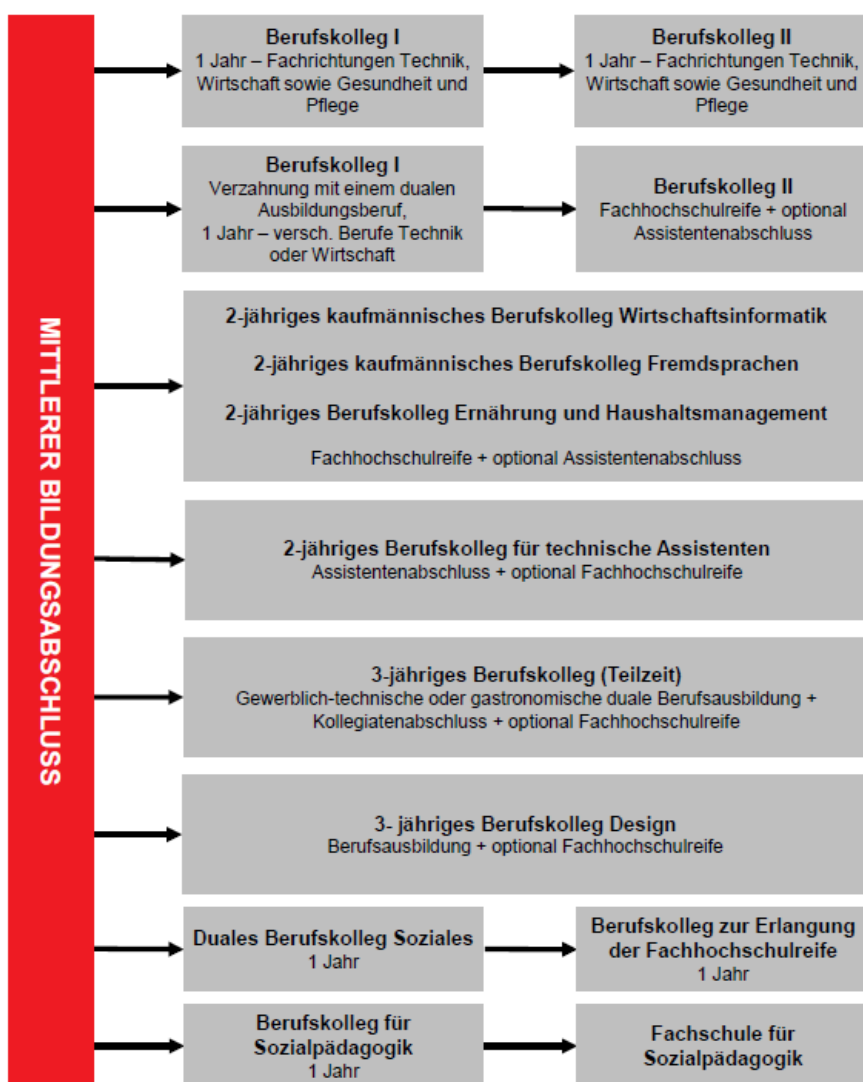 MITTLERER BILDUNGSABSCHLUSS
Berufskolleg I
1 Jahr – Fachrichtungen Technik,
Wirtschaft sowie Gesundheit und
Pflege
Berufskolleg II
1 Jahr – Fachrichtungen Technik,
Wirtschaft sowie Gesundheit und
Pflege
Berufskolleg I
Verzahnung mit einem dualen
Ausbildungsberuf,
1 Jahr – versch. Berufe Technik
oder Wirtschaft
Berufskolleg II
Fachhochschulreife + optional
Assistentenabschluss
2-jähriges kaufmännisches Berufskolleg Wirtschaftsinformatik
2-jähriges kaufmännisches Berufskolleg Fremdsprachen
2-jähriges Berufskolleg Ernährung und Haushaltsmanagement
Fachhochschulreife + optional Assistentenabschluss
2-jähriges Berufskolleg für technische Assistenten
Assistentenabschluss + optional Fachhochschulreife
3-jähriges Berufskolleg (Teilzeit)
Gewerblich-technische oder gastronomische duale Berufsausbildung +
Kollegiatenabschluss + optional Fachhochschulreife
3- jähriges Berufskolleg Design
Berufsausbildung + optional Fachhochschulreife
Duales Berufskolleg Soziales
1 Jahr
Berufskolleg zur Erlangung
der Fachhochschulreife
1 Jahr
Berufskolleg für
Sozialpädagogik
1 Jahr
Fachschule für
Sozialpädagogik